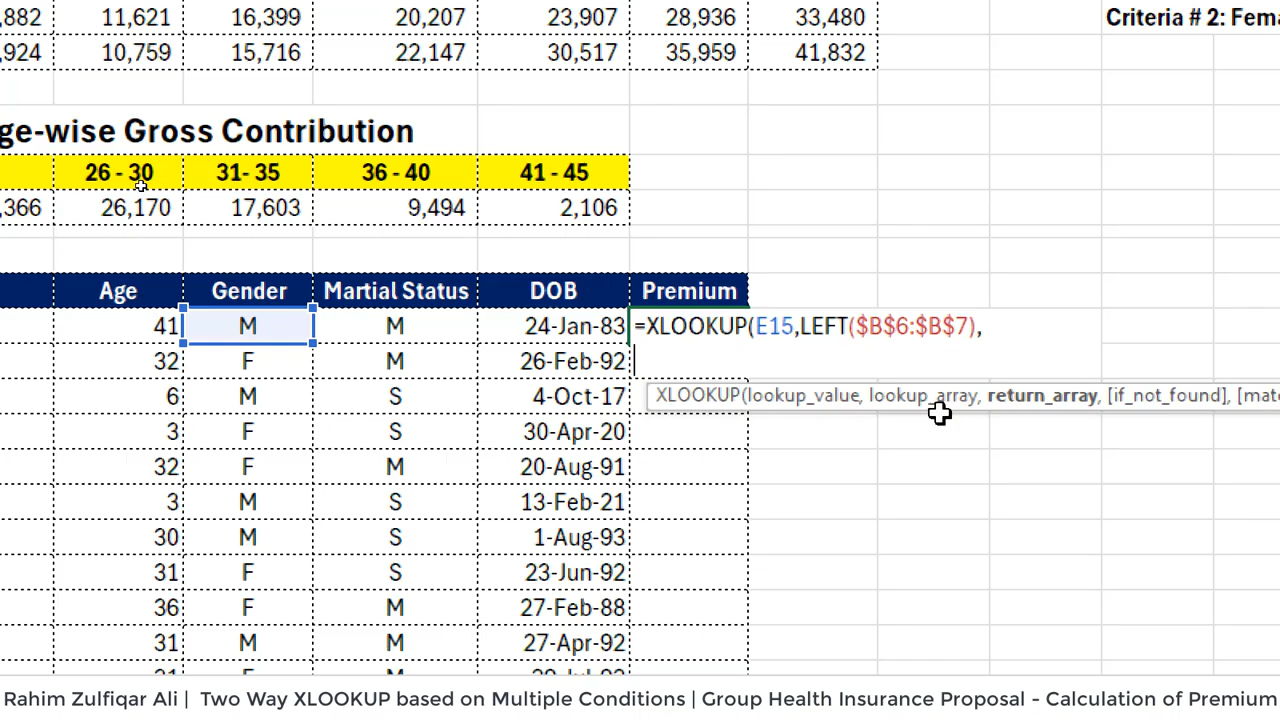 ,882 11,621 16,399 20,207 23,907 28,936 33,480 Criteria # 2: Fema
,924 10,759 15,716 22,147 30,517 35,959 41,832
ge-wise Gross Contribution
26 - 30 31- 35 36 - 40 41 - 45
,366 26,170 17,603 9,494 2,106
Age Gender Martial Status DOB Premium
41 M M 24-Jan-83 =XLOOKUP(E15,LEFT($B$6:$B$7),
32 F M 26-Feb-92
6 M S 4-Oct-17 XLOOKUP(lookup_value, lookup_array, return_array, [if_not_found], [mato
3 F S 30-Apr-20
32 F M 20-Aug-91
3 M S 13-Feb-21
30 M S 1-Aug-93
31 F S 23-Jun-92
36 F M 27-Feb-88
31 M M 27-Apr-92
Rahim Zulfiqar Ali | Two Way XLOOKUP based on Multiple Conditions | Group Health Insurance Proposal - Calculation of Premium